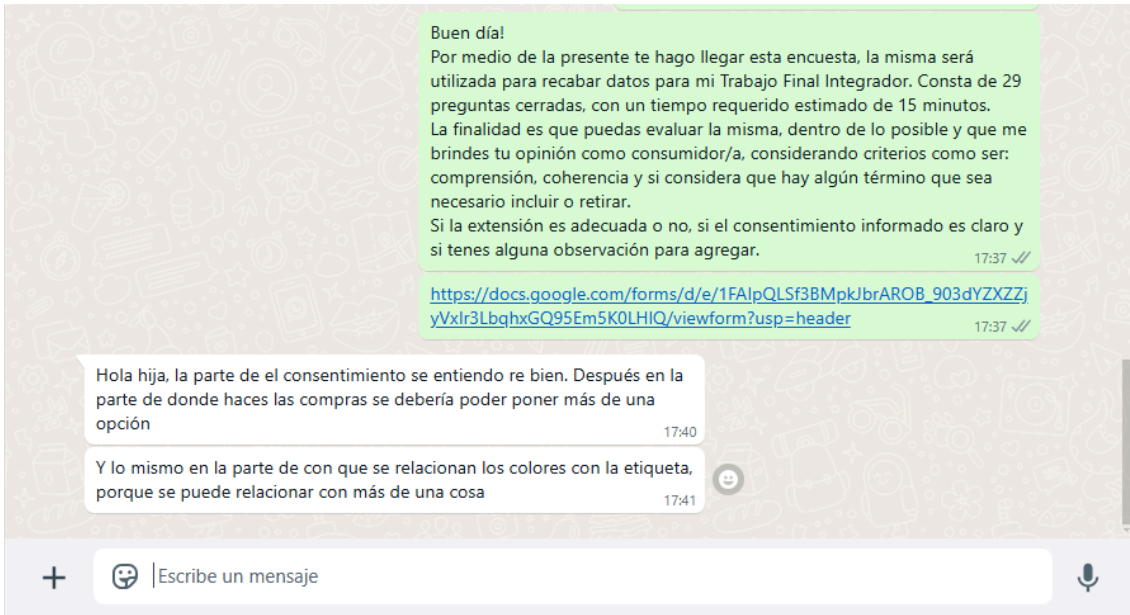 Buen día!
Por medio de la presente te hago llegar esta encuesta, la misma será
utilizada para recabar datos para mi Trabajo Final Integrador. Consta de 29
preguntas cerradas, con un tiempo requerido estimado de 15 minutos.
La finalidad es que puedas evaluar la misma, dentro de lo posible y que me
brindes tu opinión como consumidor/a, considerando criterios como ser:
comprensión, coherencia y si considera que hay algún término que sea
necesario incluir o retirar.
Si la extensión es adecuada o no, si el consentimiento informado es claro y
si tenes alguna observación para agregar.
17:37
https://docs.google.com/forms/d/e/1FAIpQLSf3BMpkJbrAROB_903dYZXZZj
yVxIr3LbqhxGQ95Em5K0LHIQ/viewform?usp=header
17:37
Hola hija, la parte de el consentimiento se entiendo re bien. Después en la
parte de donde haces las compras se debería poder poner más de una
opción
17:40
Y lo mismo en la parte de con que se relacionan los colores con la etiqueta,
porque se puede relacionar con más de una cosa
17:41
Escribe un mensaje